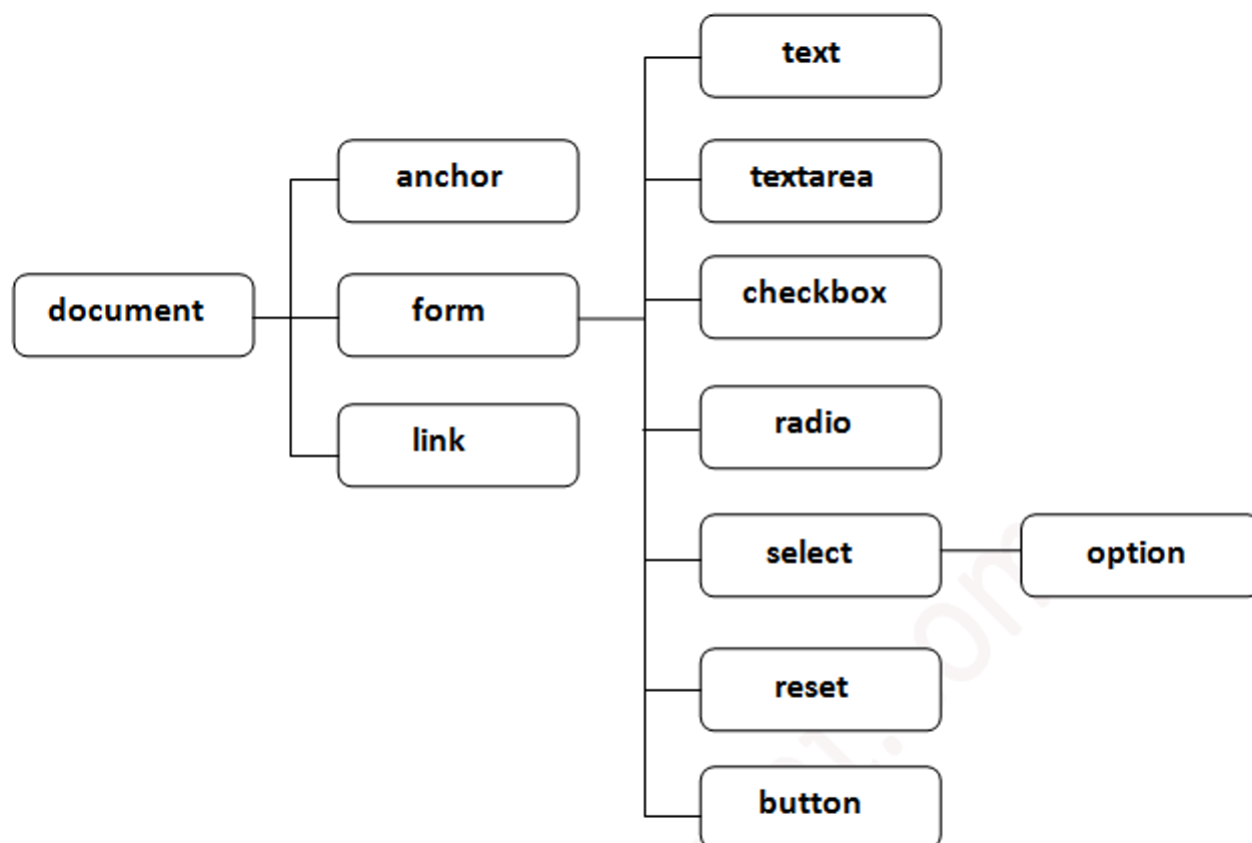 text
anchor
textarea
checkbox
document
form
radio
link
select
option
reset
button